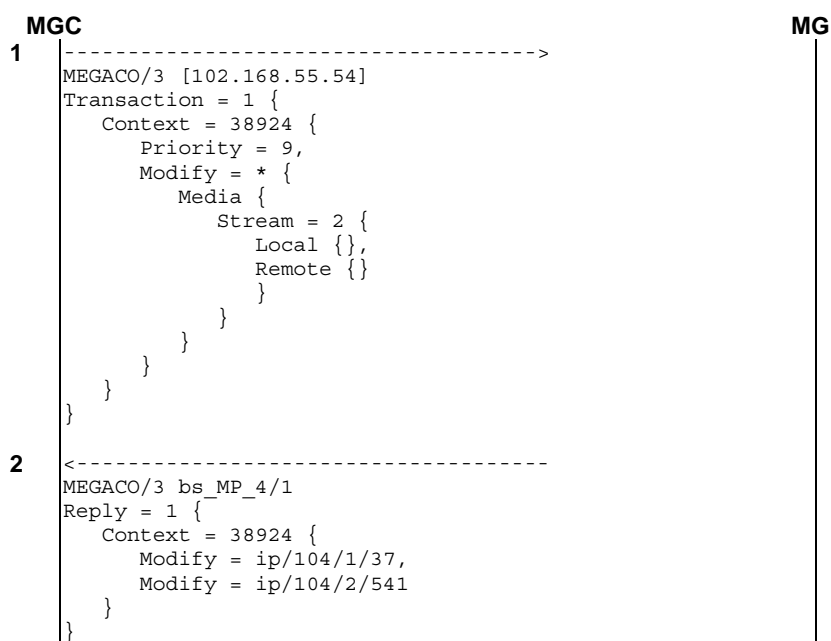 MGC MG
1 ------------------------------------->
MEGACO/3 [102.168.55.54]
Transaction = 1 {
   Context = 38924 {
      Priority = 9,
      Modify = * {
         Media {
            Stream = 2 {
               Local {},
               Remote {}
               }
            }
         }
      }
   }
}
2 <-------------------------------------
MEGACO/3 bs_MP_4/1
Reply = 1 {
   Context = 38924 {
      Modify = ip/104/1/37,
      Modify = ip/104/2/541
   }
}